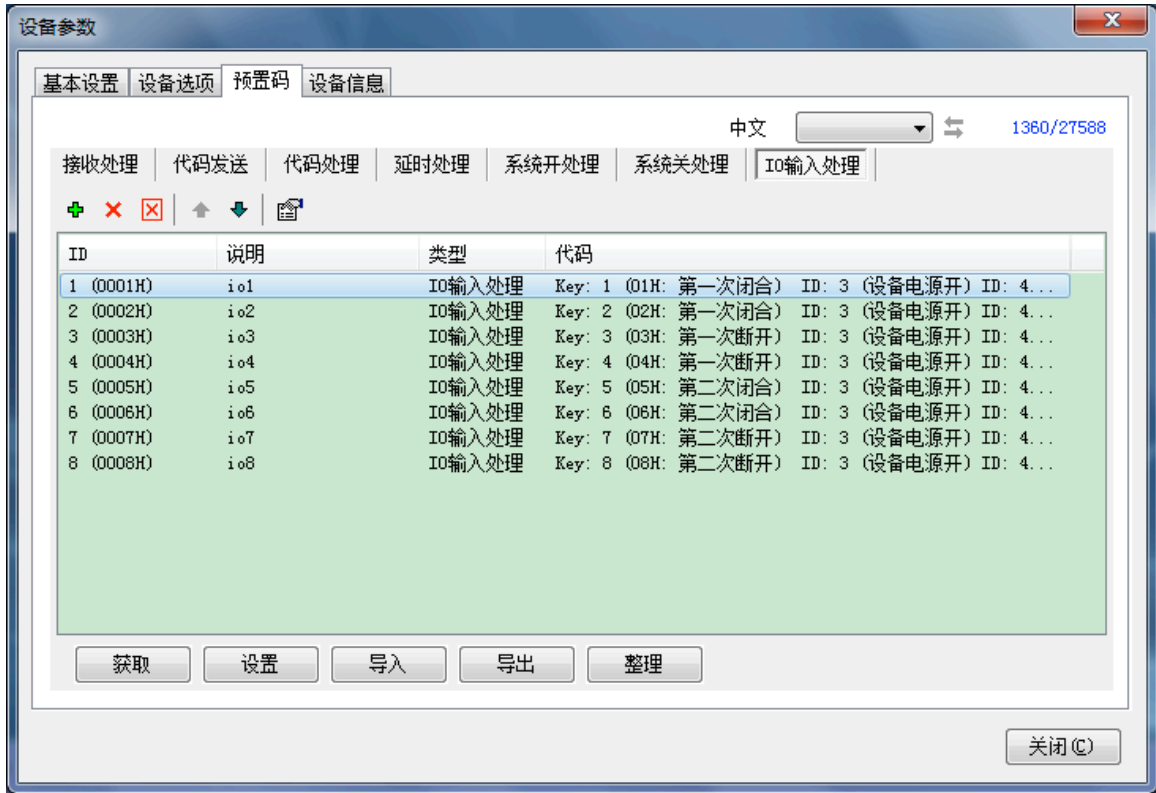 设备参数
基本设置 设备选项 预置码 设备信息
中文 1360/27588
接收处理 代码发送 代码处理 延时处理 系统开处理 系统关处理 IO输入处理
ID 说明 类型 代码
1 (0001H) io1 IO输入处理 Key: 1 (01H: 第一次闭合) ID: 3 (设备电源开) ID: 4...
2 (0002H) io2 IO输入处理 Key: 2 (02H: 第一次闭合) ID: 3 (设备电源开) ID: 4...
3 (0003H) io3 IO输入处理 Key: 3 (03H: 第一次断开) ID: 3 (设备电源开) ID: 4...
4 (0004H) io4 IO输入处理 Key: 4 (04H: 第一次断开) ID: 3 (设备电源开) ID: 4...
5 (0005H) io5 IO输入处理 Key: 5 (05H: 第二次闭合) ID: 3 (设备电源开) ID: 4...
6 (0006H) io6 IO输入处理 Key: 6 (06H: 第二次闭合) ID: 3 (设备电源开) ID: 4...
7 (0007H) io7 IO输入处理 Key: 7 (07H: 第二次断开) ID: 3 (设备电源开) ID: 4...
8 (0008H) io8 IO输入处理 Key: 8 (08H: 第二次断开) ID: 3 (设备电源开) ID: 4...
获取 设置 导入 导出 整理
关闭(C)